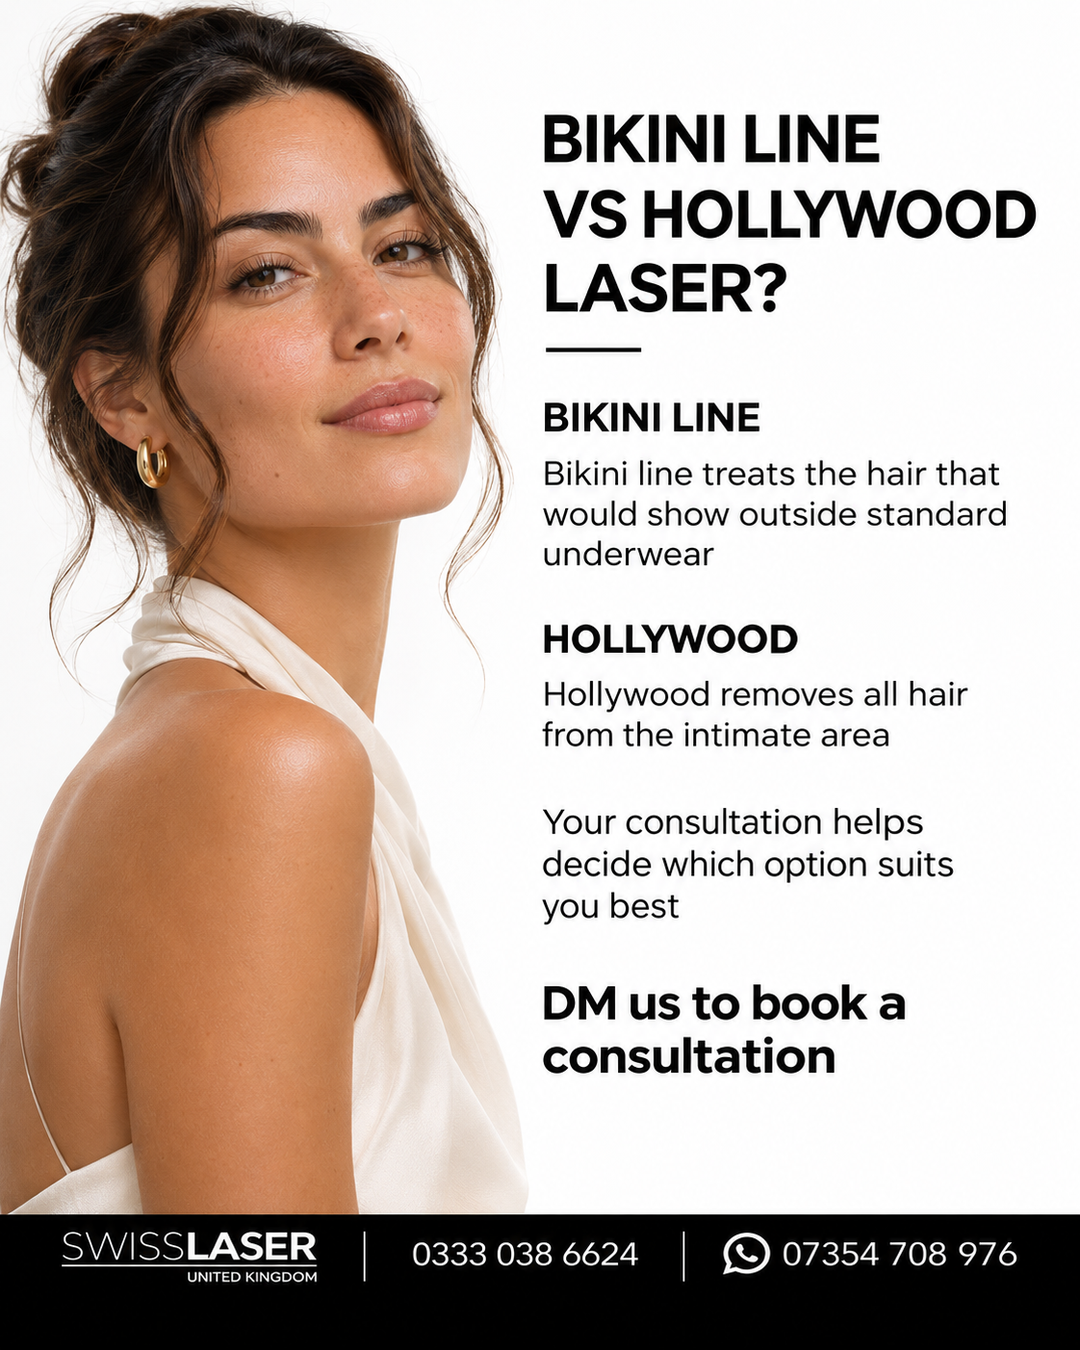 BIKINI LINE
VS HOLLYWOOD
LASER?
BIKINI LINE
Bikini line treats the hair that
would show outside standard
underwear
HOLLYWOOD
Hollywood removes all hair
from the intimate area
Your consultation helps
decide which option suits
you best
DM us to book a
consultation
SWISSLASER
UNITED KINGDOM
0333 038 6624
07354 708 976